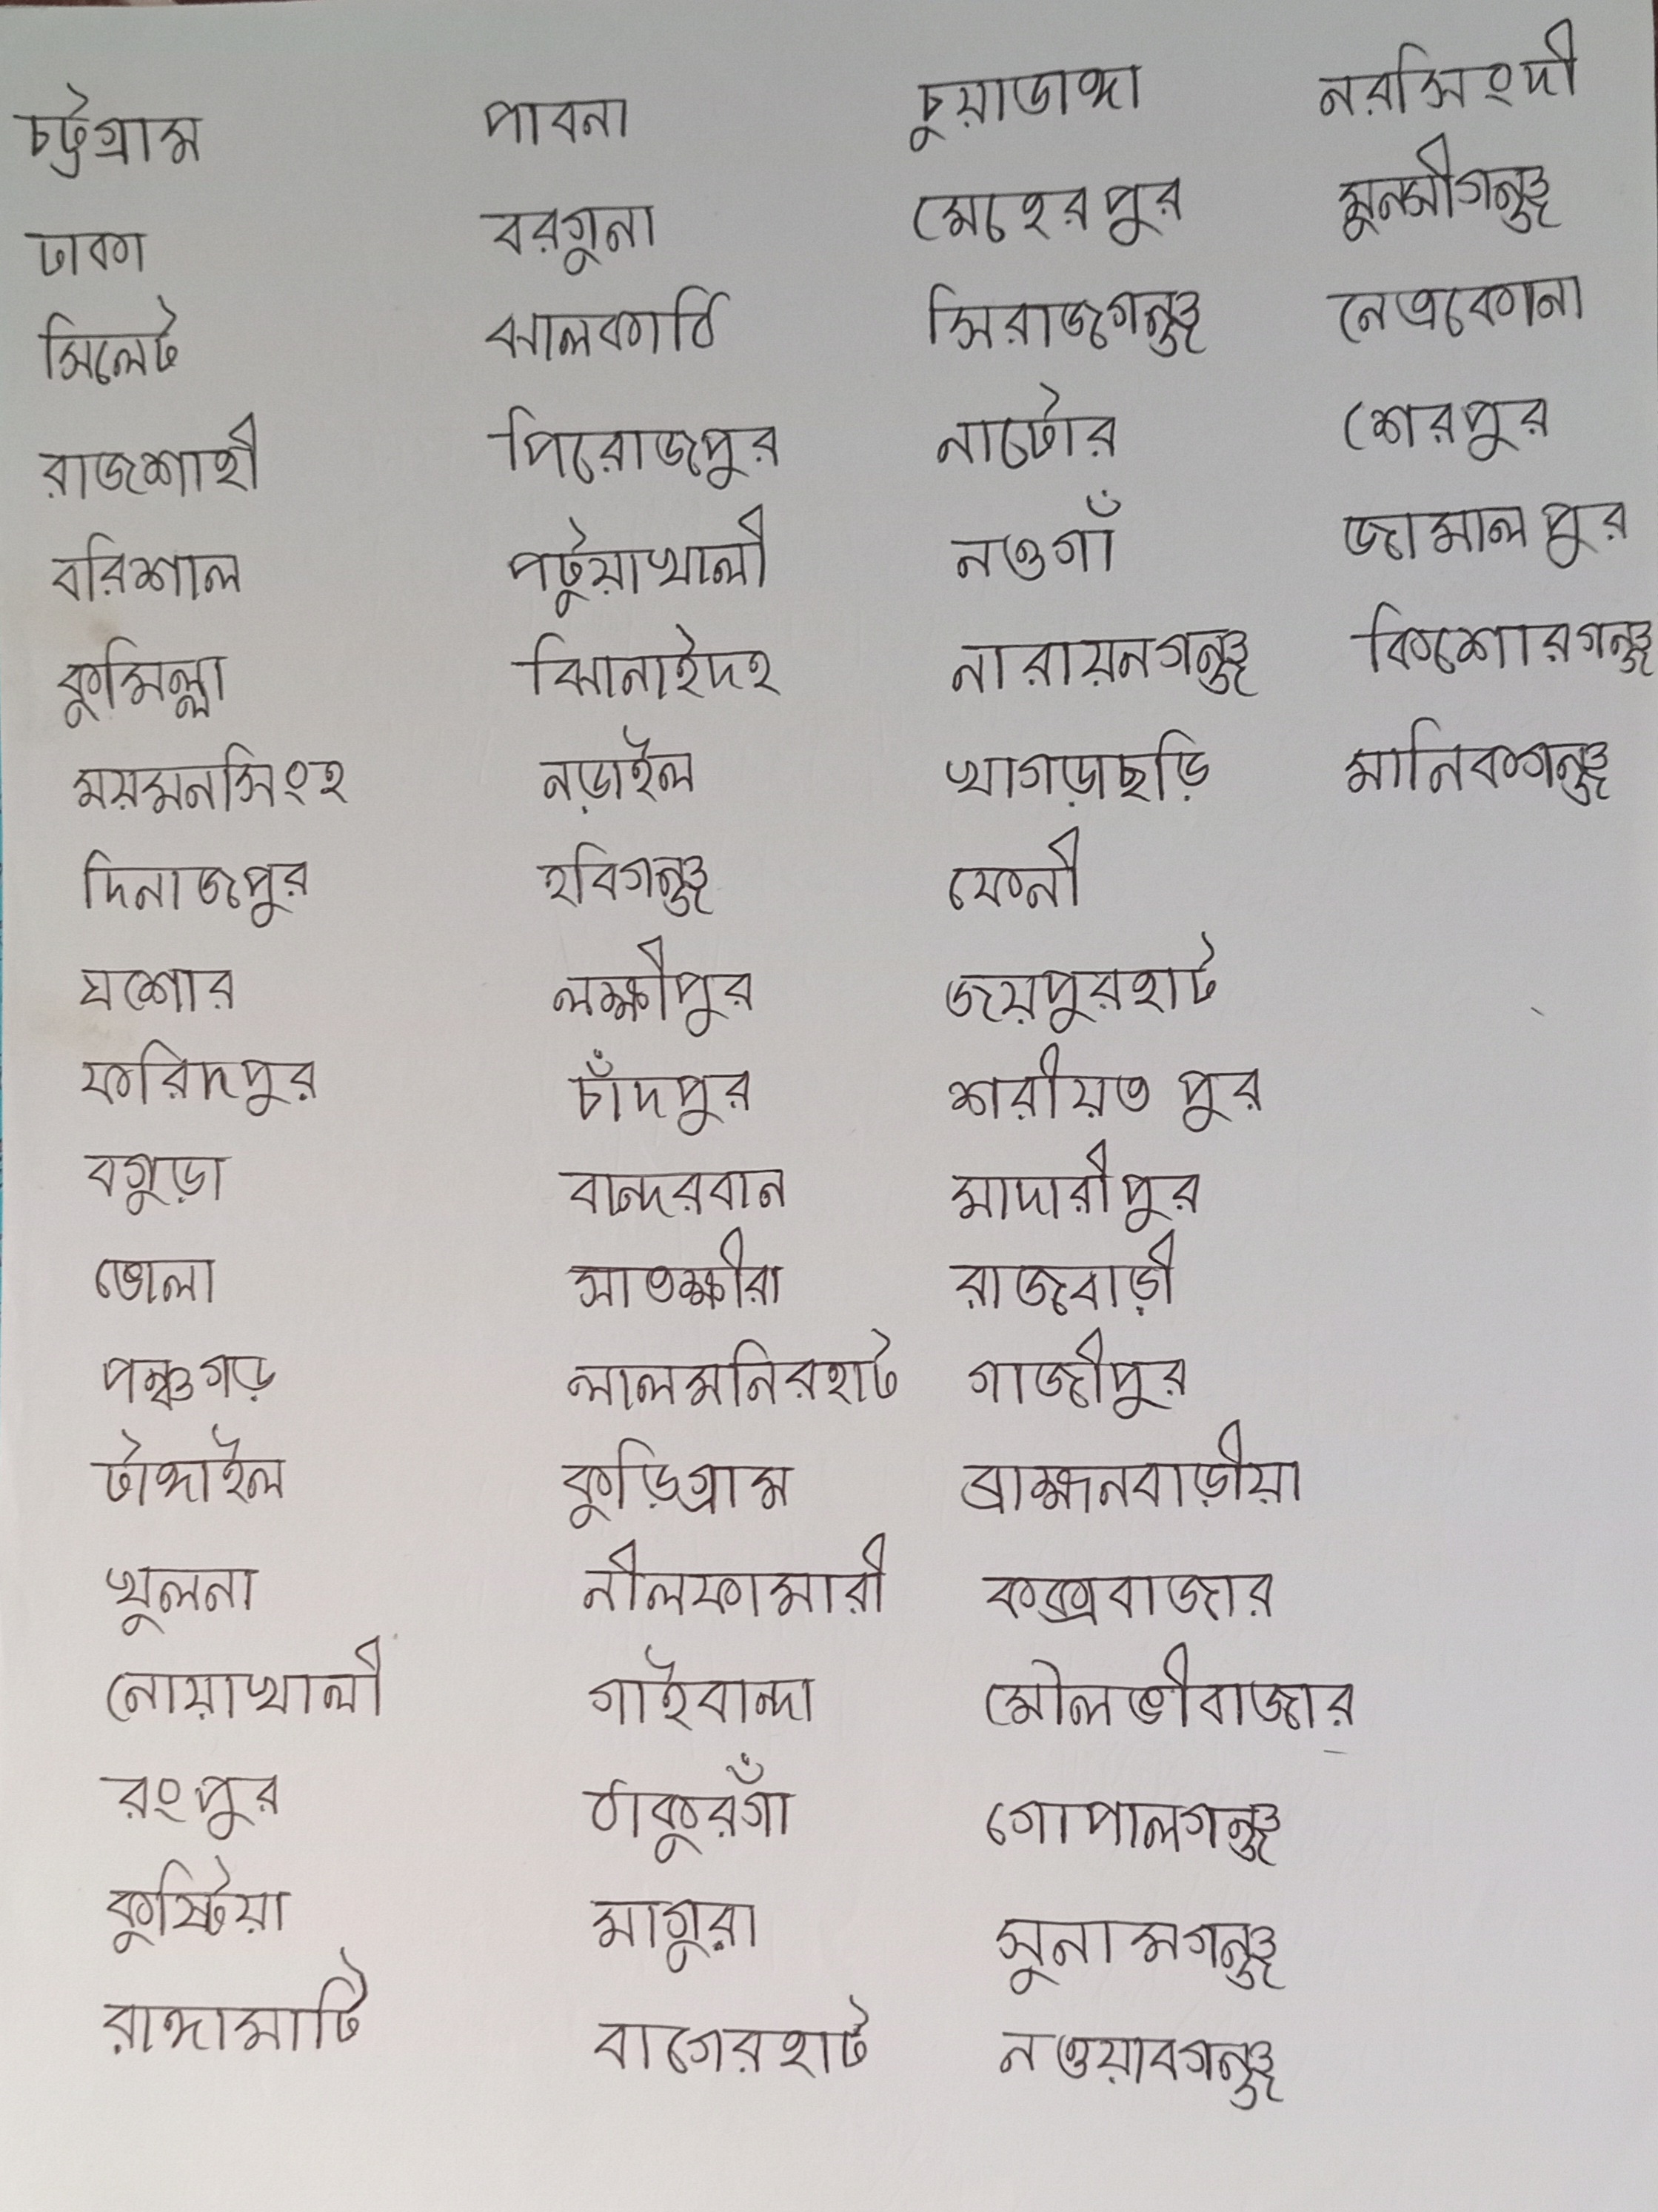 চট্টগ্রাম
ঢাকা
সিলেট
রাজশাহী
বরিশাল
কুমিল্লা
ময়মনসিংহ
দিনাজপুর
যশোর
ফরিদপুর
বগুড়া
ভোলা
পঞ্চগড়
টাঙ্গাইল
খুলনা
নোয়াখালী
রংপুর
কুষ্টিয়া
রাঙ্গামাটি
পাবনা
বরগুনা
ঝালকাঠি
পিরোজপুর
পটুয়াখালী
ঝিনাইদহ
নড়াইল
হবিগঞ্জ
লক্ষীপুর
চাঁদপুর
বান্দরবান
সাতক্ষীরা
লালমনিরহাট
কুড়িগ্রাম
নীলফামারী
গাইবান্দা
ঠাকুরগাঁ
মাগুরা
বাগেরহাট
চুয়াডাঙ্গা
মেহেরপুর
সিরাজগঞ্জ
নাটোর
নওগাঁ
নারায়নগঞ্জ
খাগড়াছড়ি
ফেনী
জয়পুরহাট
শরীয়তপুর
মাদারীপুর
রাজবাড়ী
গাজীপুর
ব্রাহ্মনবাড়ীয়া
কক্সবাজার
মৌলভীবাজার
গোপালগঞ্জ
সুনামগঞ্জ
নওয়াবগঞ্জ
নরসিংদী
মুনসীগঞ্জ
নেত্রকোনা
শেরপুর
জামালপুর
কিশোরগঞ্জ
মানিকগঞ্জ